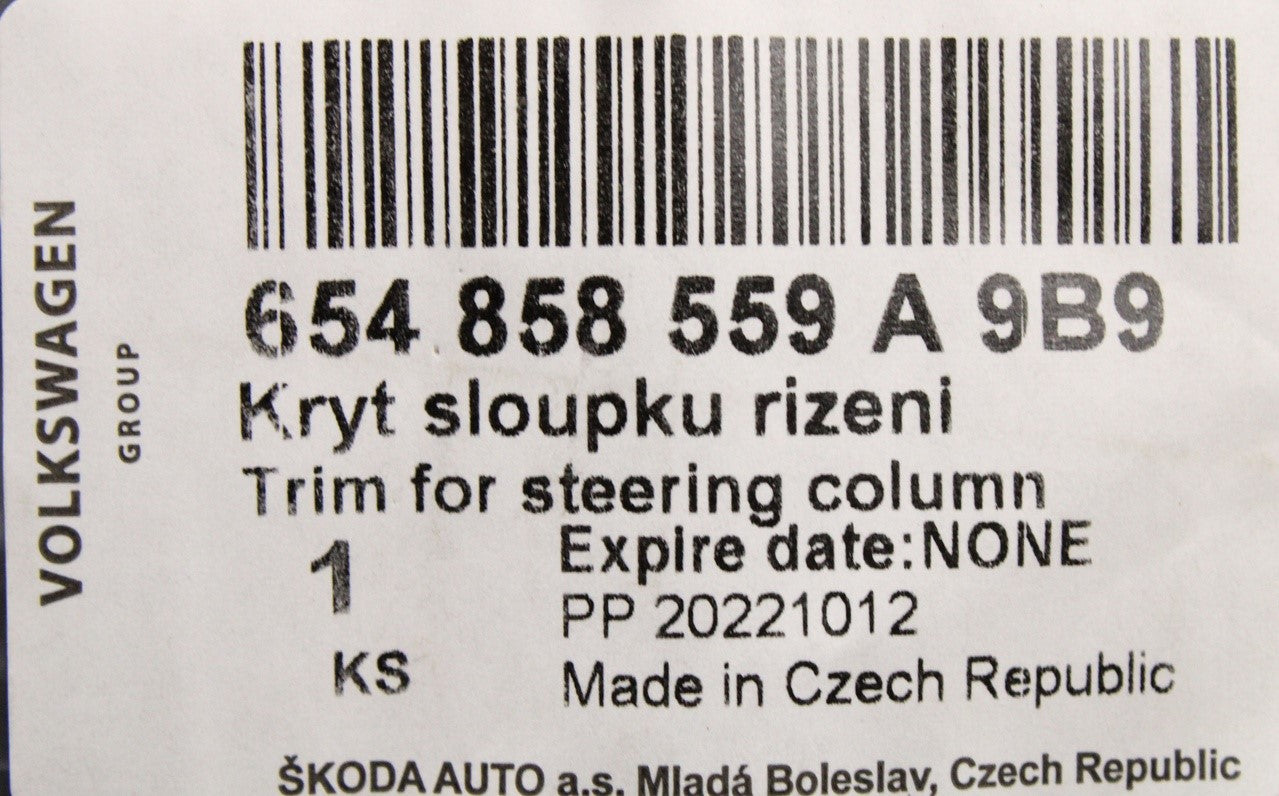 VOLKSWAGEN
GROUP
654 858 559 A 9B9
Kryt sloupku rizeni
Trim for steering column
1
KS
Expire date:NONE
PP 20221012
Made in Czech Republic
ŠKODA AUTO a.s. Mladá Boleslav, Czech Republic